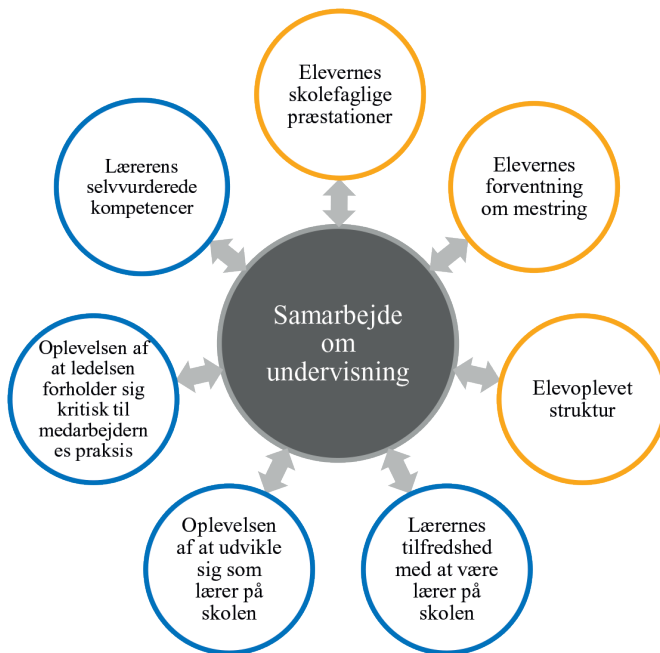 Elevernes
skolefaglige
præstationer
Elevernes
forventning
om mestring
Elevoplevet
struktur
Lærernes
tilfredshed
med at være
lærer på
skolen
Oplevelsen
af at udvikle
sig som
lærer på
skolen
Oplevelsen af
at ledelsen
forholder sig
kritisk til
medarbejdern
es praksis
Lærerens
selvvurderede
kompetencer
Samarbejde
om
undervisning